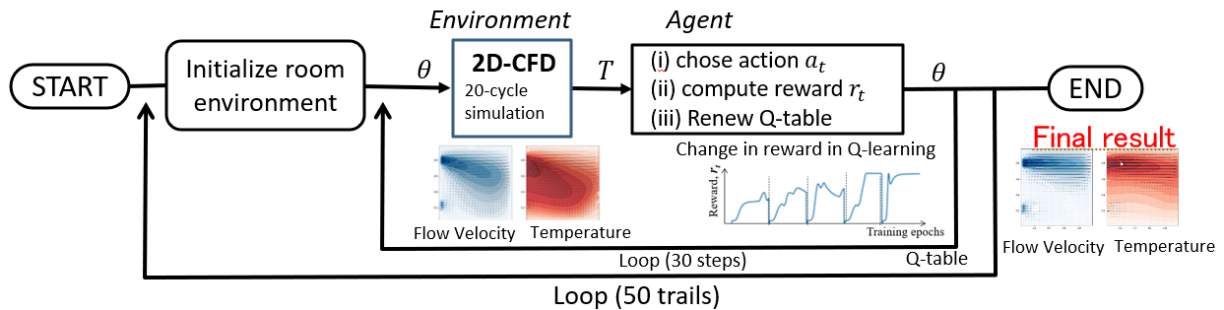 Environment
Agent
START
Initialize room
environment
θ
2D-CFD
20-cycle
simulation
T
(i) chose action a_t
(ii) compute reward r_t
(iii) Renew Q-table
θ
END
Final result
Change in reward in Q-learning
Reward, r_t
Training epochs
Flow Velocity
Temperature
Flow Velocity
Temperature
Loop (30 steps)
Q-table
Loop (50 trails)